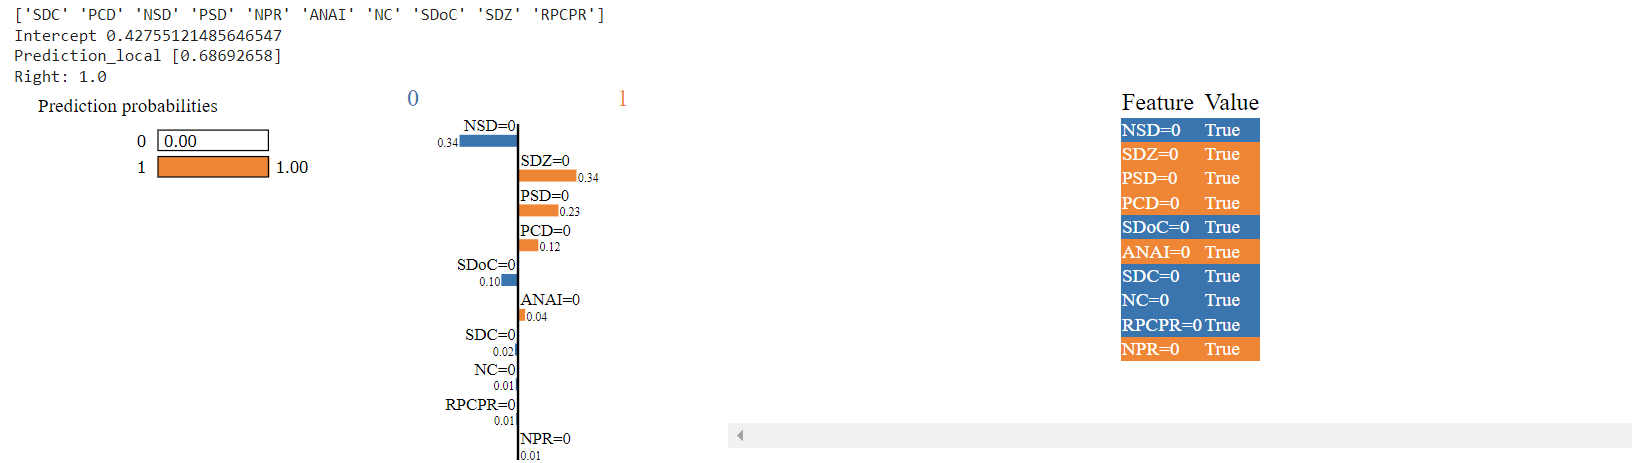 ['SDC' 'PCD' 'NSD' 'PSD' 'NPR' 'ANAI' 'NC' 'SDoC' 'SDZ' 'RPCPR']
Intercept 0.42755121485646547
Prediction_local [0.68692658]
Right: 1.0
Prediction probabilities
0 0.00
1 1.00
0 1
NSD=0
0.34
SDZ=0
0.34
PSD=0
0.23
PCD=0
0.12
SDoC=0
0.10
ANAI=0
0.04
SDC=0
0.02
NC=0
0.01
RPCPR=0
0.01
NPR=0
0.01
Feature Value
NSD=0 True
SDZ=0 True
PSD=0 True
PCD=0 True
SDoC=0 True
ANAI=0 True
SDC=0 True
NC=0 True
RPCPR=0 True
NPR=0 True